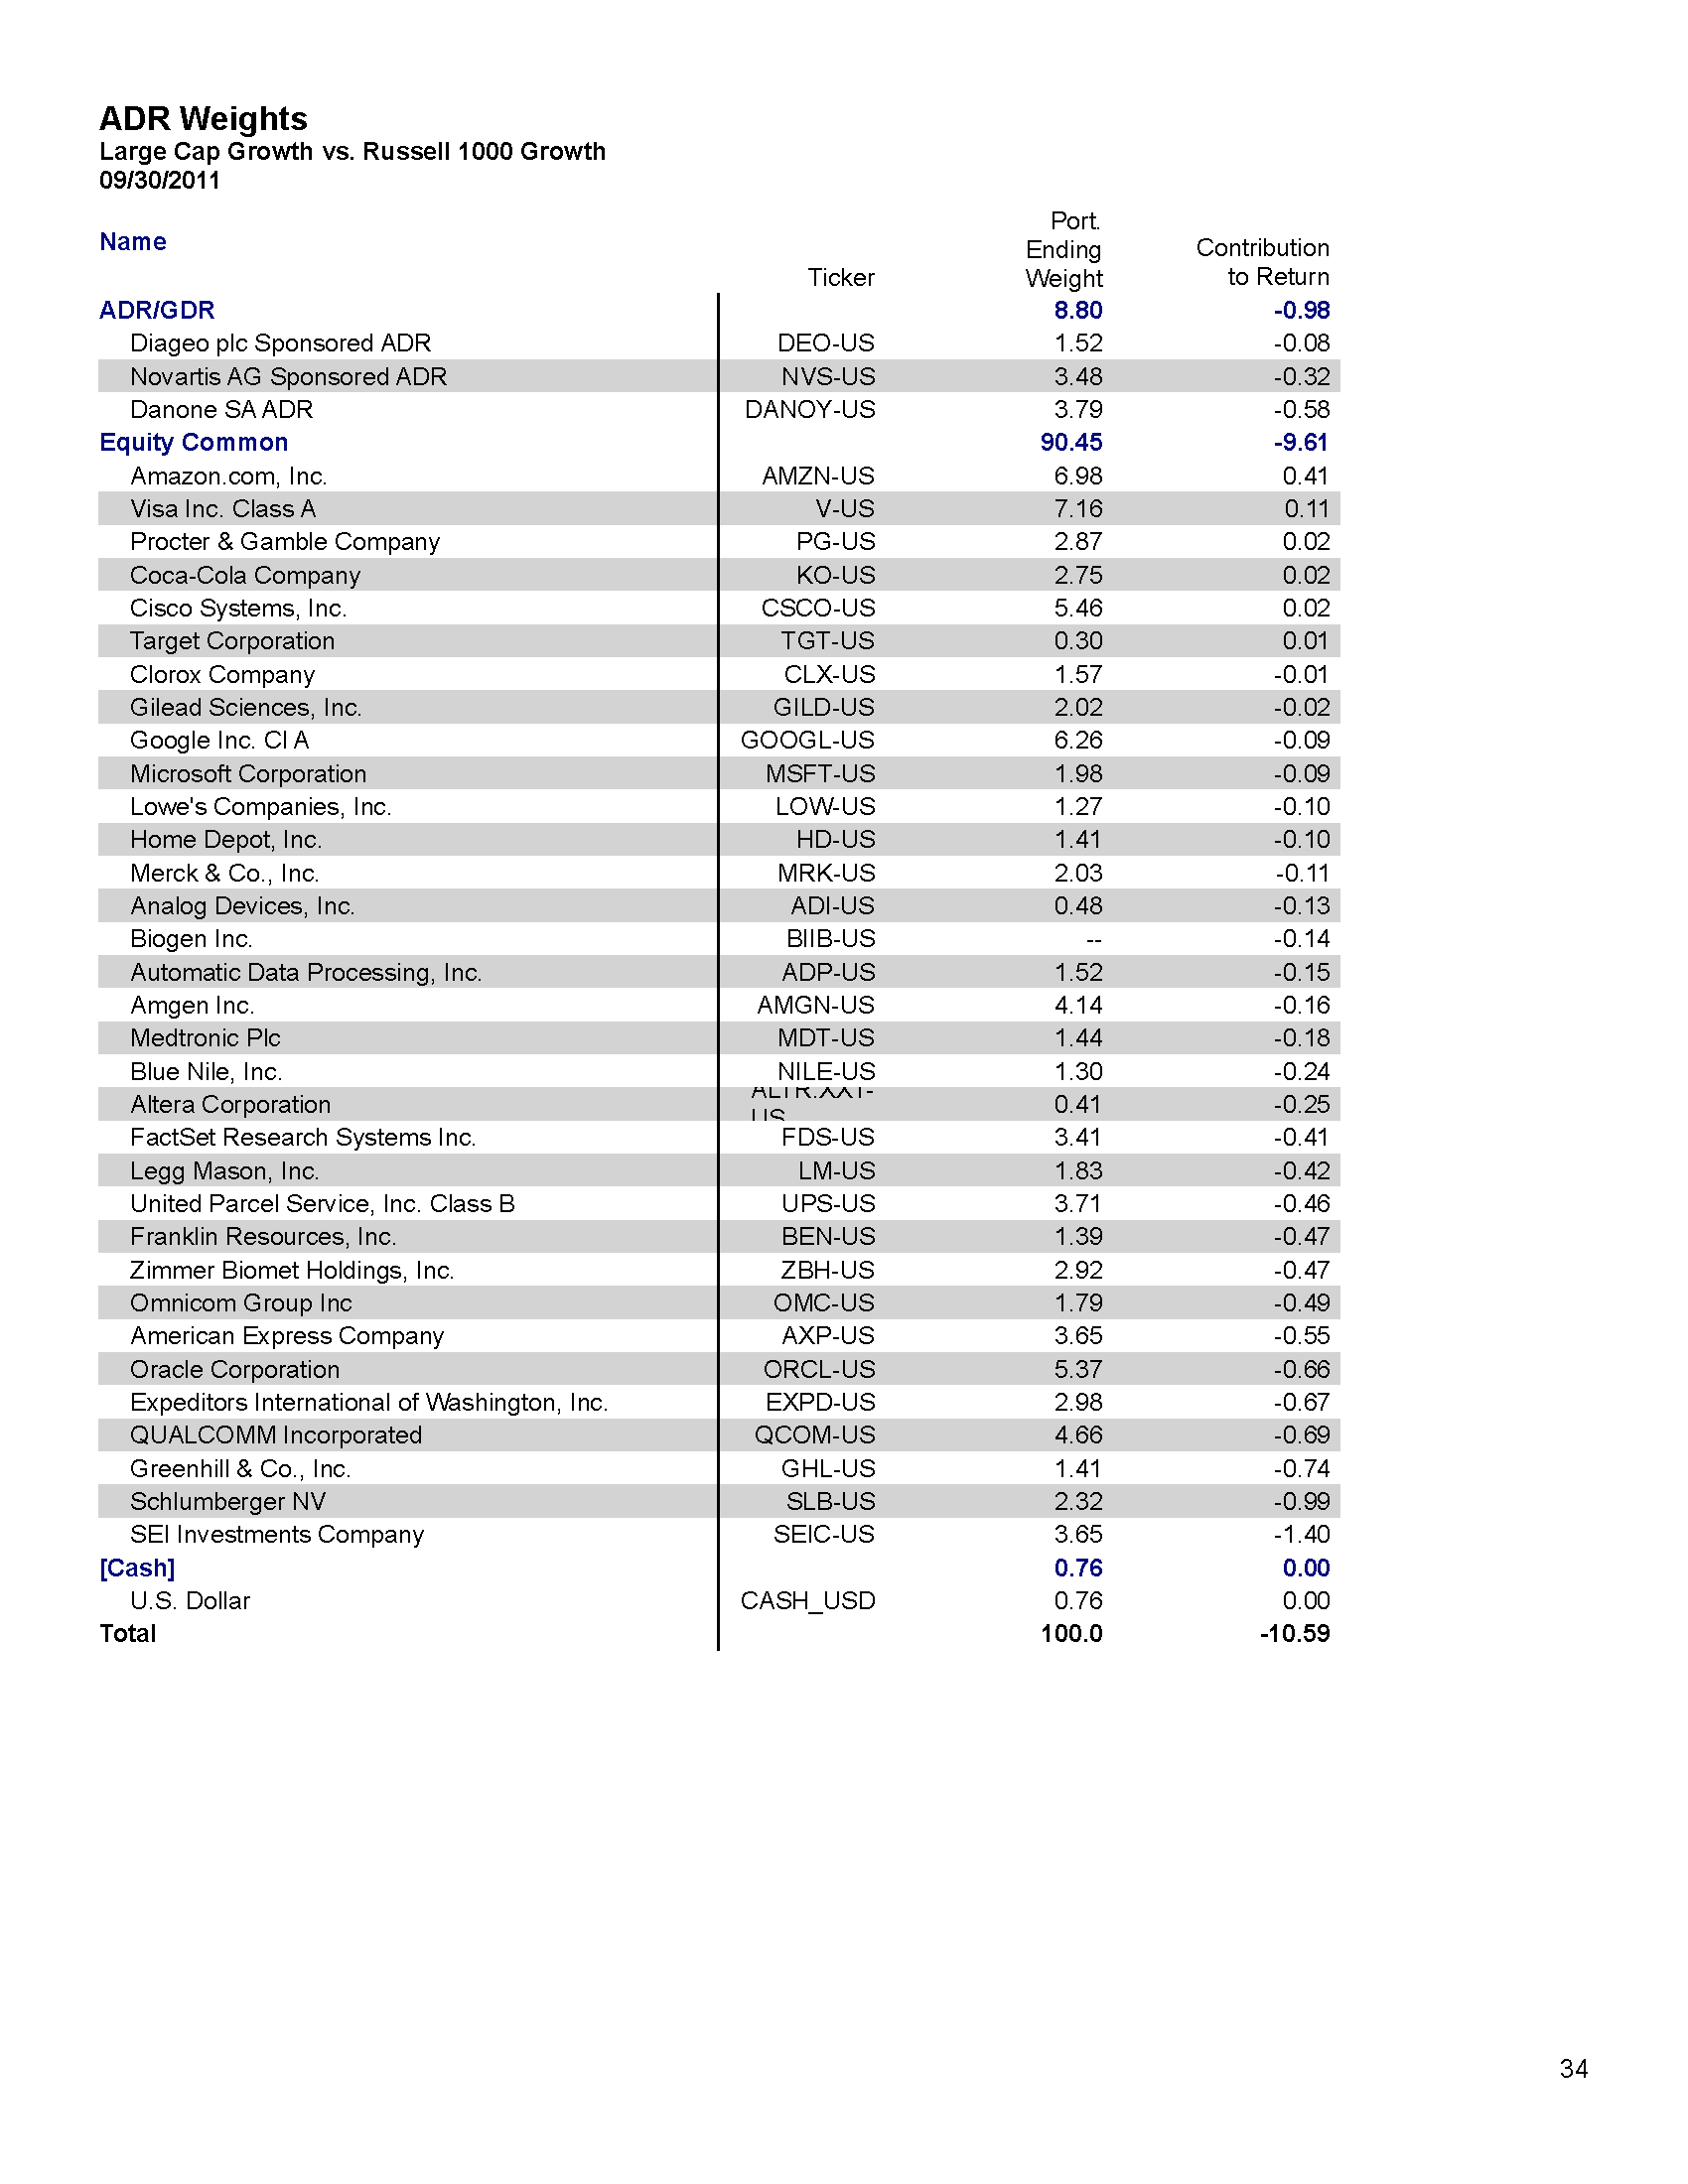 ADR Weights
Large Cap Growth vs. Russell 1000 Growth
09/30/2011
Name Ticker Port. Ending Weight Contribution to Return
ADR/GDR 8.80 -0.98
Diageo plc Sponsored ADR DEO-US 1.52 -0.08
Novartis AG Sponsored ADR NVS-US 3.48 -0.32
Danone SA ADR DANOY-US 3.79 -0.58
Equity Common 90.45 -9.61
Amazon.com, Inc. AMZN-US 6.98 0.41
Visa Inc. Class A V-US 7.16 0.11
Procter & Gamble Company PG-US 2.87 0.02
Coca-Cola Company KO-US 2.75 0.02
Cisco Systems, Inc. CSCO-US 5.46 0.02
Target Corporation TGT-US 0.30 0.01
Clorox Company CLX-US 1.57 -0.01
Gilead Sciences, Inc. GILD-US 2.02 -0.02
Google Inc. Cl A GOOGL-US 6.26 -0.09
Microsoft Corporation MSFT-US 1.98 -0.09
Lowe's Companies, Inc. LOW-US 1.27 -0.10
Home Depot, Inc. HD-US 1.41 -0.10
Merck & Co., Inc. MRK-US 2.03 -0.11
Analog Devices, Inc. ADI-US 0.48 -0.13
Biogen Inc. BIIB-US -- -0.14
Automatic Data Processing, Inc. ADP-US 1.52 -0.15
Amgen Inc. AMGN-US 4.14 -0.16
Medtronic Plc MDT-US 1.44 -0.18
Blue Nile, Inc. NILE-US 1.30 -0.24
Altera Corporation 0.41 -0.25
FactSet Research Systems Inc. FDS-US 3.41 -0.41
Legg Mason, Inc. LM-US 1.83 -0.42
United Parcel Service, Inc. Class B UPS-US 3.71 -0.46
Franklin Resources, Inc. BEN-US 1.39 -0.47
Zimmer Biomet Holdings, Inc. ZBH-US 2.92 -0.47
Omnicom Group Inc OMC-US 1.79 -0.49
American Express Company AXP-US 3.65 -0.55
Oracle Corporation ORCL-US 5.37 -0.66
Expeditors International of Washington, Inc. EXPD-US 2.98 -0.67
QUALCOMM Incorporated QCOM-US 4.66 -0.69
Greenhill & Co., Inc. GHL-US 1.41 -0.74
Schlumberger NV SLB-US 2.32 -0.99
SEI Investments Company SEIC-US 3.65 -1.40
[Cash] 0.76 0.00
U.S. Dollar CASH_USD 0.76 0.00
Total 100.0 -10.59
34